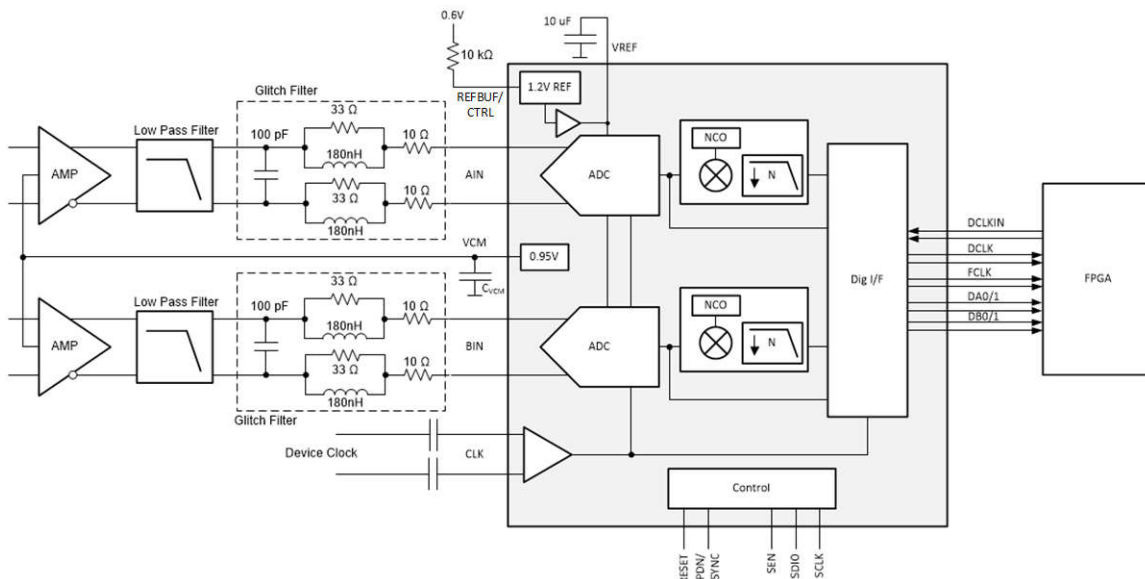 0.6V
10 uF
VREF
10 kΩ
REFBUF/
CTRL
1.2V REF
Glitch Filter
33 Ω
Low Pass Filter
100 pF
10 Ω
180nH
NCO
AMP
AIN
ADC
N
10 Ω
33 Ω
180nH
DCLKIN
VCM
0.95V
DCLK
Dig I/F
FCLK
FPGA
CVCM
33 Ω
DA0/1
Low Pass Filter
100 pF
10 Ω
DB0/1
180nH
NCO
AMP
BIN
ADC
N
10 Ω
33 Ω
180nH
Glitch Filter
Device Clock
CLK
Control
RESET
PDN/
SYNC
SEN
SDIO
SCLK